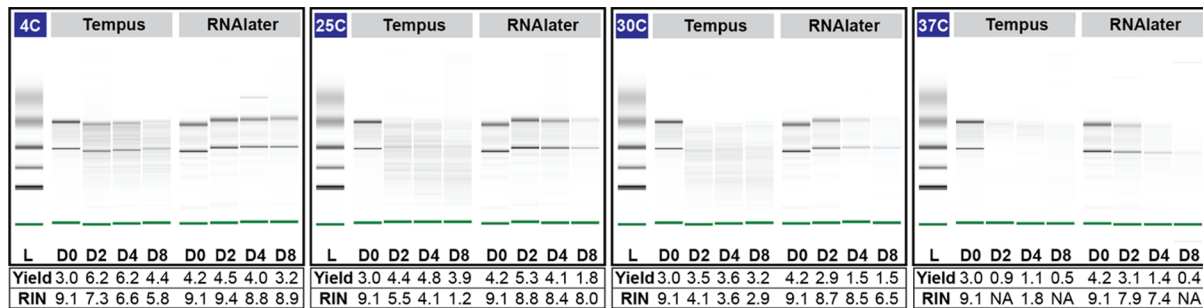 4C Tempus RNAlater 25C Tempus RNAlater 30C Tempus RNAlater 37C Tempus RNAlater
L D0 D2 D4 D8 D0 D2 D4 D8 L D0 D2 D4 D8 D0 D2 D4 D8 L D0 D2 D4 D8 D0 D2 D4 D8 L D0 D2 D4 D8 D0 D2 D4 D8
Yield 3.0 6.2 6.2 4.4 4.2 4.5 4.0 3.2 Yield 3.0 4.4 4.8 3.9 4.2 5.3 4.1 1.8 Yield 3.0 3.5 3.6 3.2 4.2 2.9 1.5 1.5 Yield 3.0 0.9 1.1 0.5 4.2 3.1 1.4 0.4
RIN 9.1 7.3 6.6 5.8 9.1 9.4 8.8 8.9 RIN 9.1 5.5 4.1 1.2 9.1 8.8 8.4 8.0 RIN 9.1 4.1 3.6 2.9 9.1 8.7 8.5 6.5 RIN 9.1 NA 1.8 NA 9.1 7.9 7.4 NA